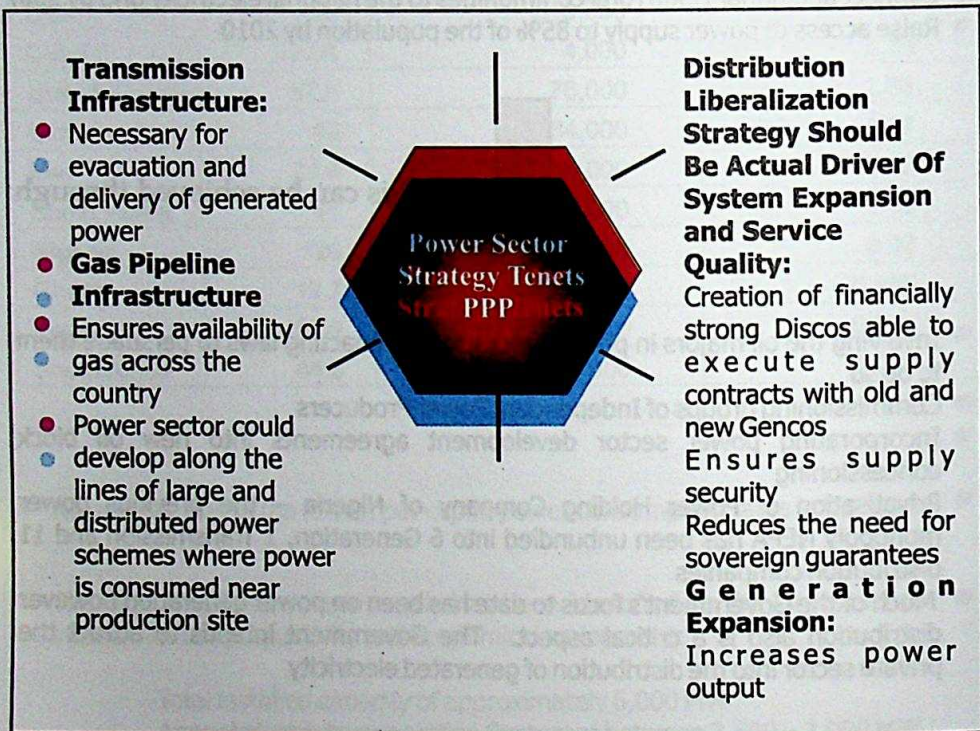 Transmission
Infrastructure:
Necessary for
evacuation and
delivery of generated
power
Gas Pipeline
Infrastructure
Ensures availability of
gas across the
country
Power sector could
develop along the
lines of large and
distributed power
schemes where power
is consumed near
production site
Power Sector
Strategy Tenets
PPP
Distribution
Liberalization
Strategy Should
Be Actual Driver Of
System Expansion
and Service
Quality:
Creation of financially
strong Discos able to
execute supply
contracts with old and
new Gencos
Ensures supply
security
Reduces the need for
sovereign guarantees
Generation
Expansion:
Increases power
output